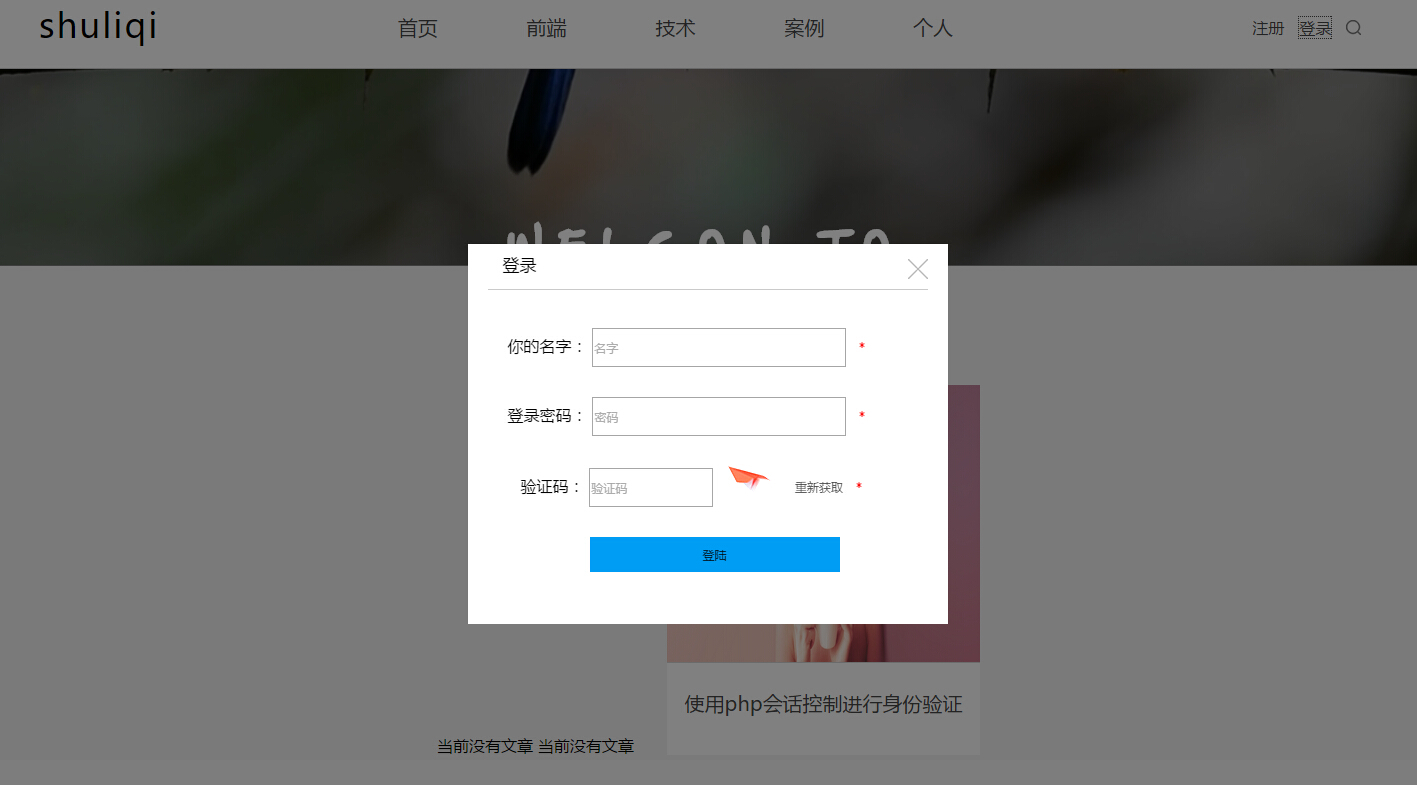 shuliqi 首页 前端 技术 案例 个人 注册 登录
WELCON TO
登录
你的名字： 名字 *
登录密码： 密码 *
验证码： 验证码 重新获取 *
登陆
使用php会话控制进行身份验证
当前没有文章 当前没有文章